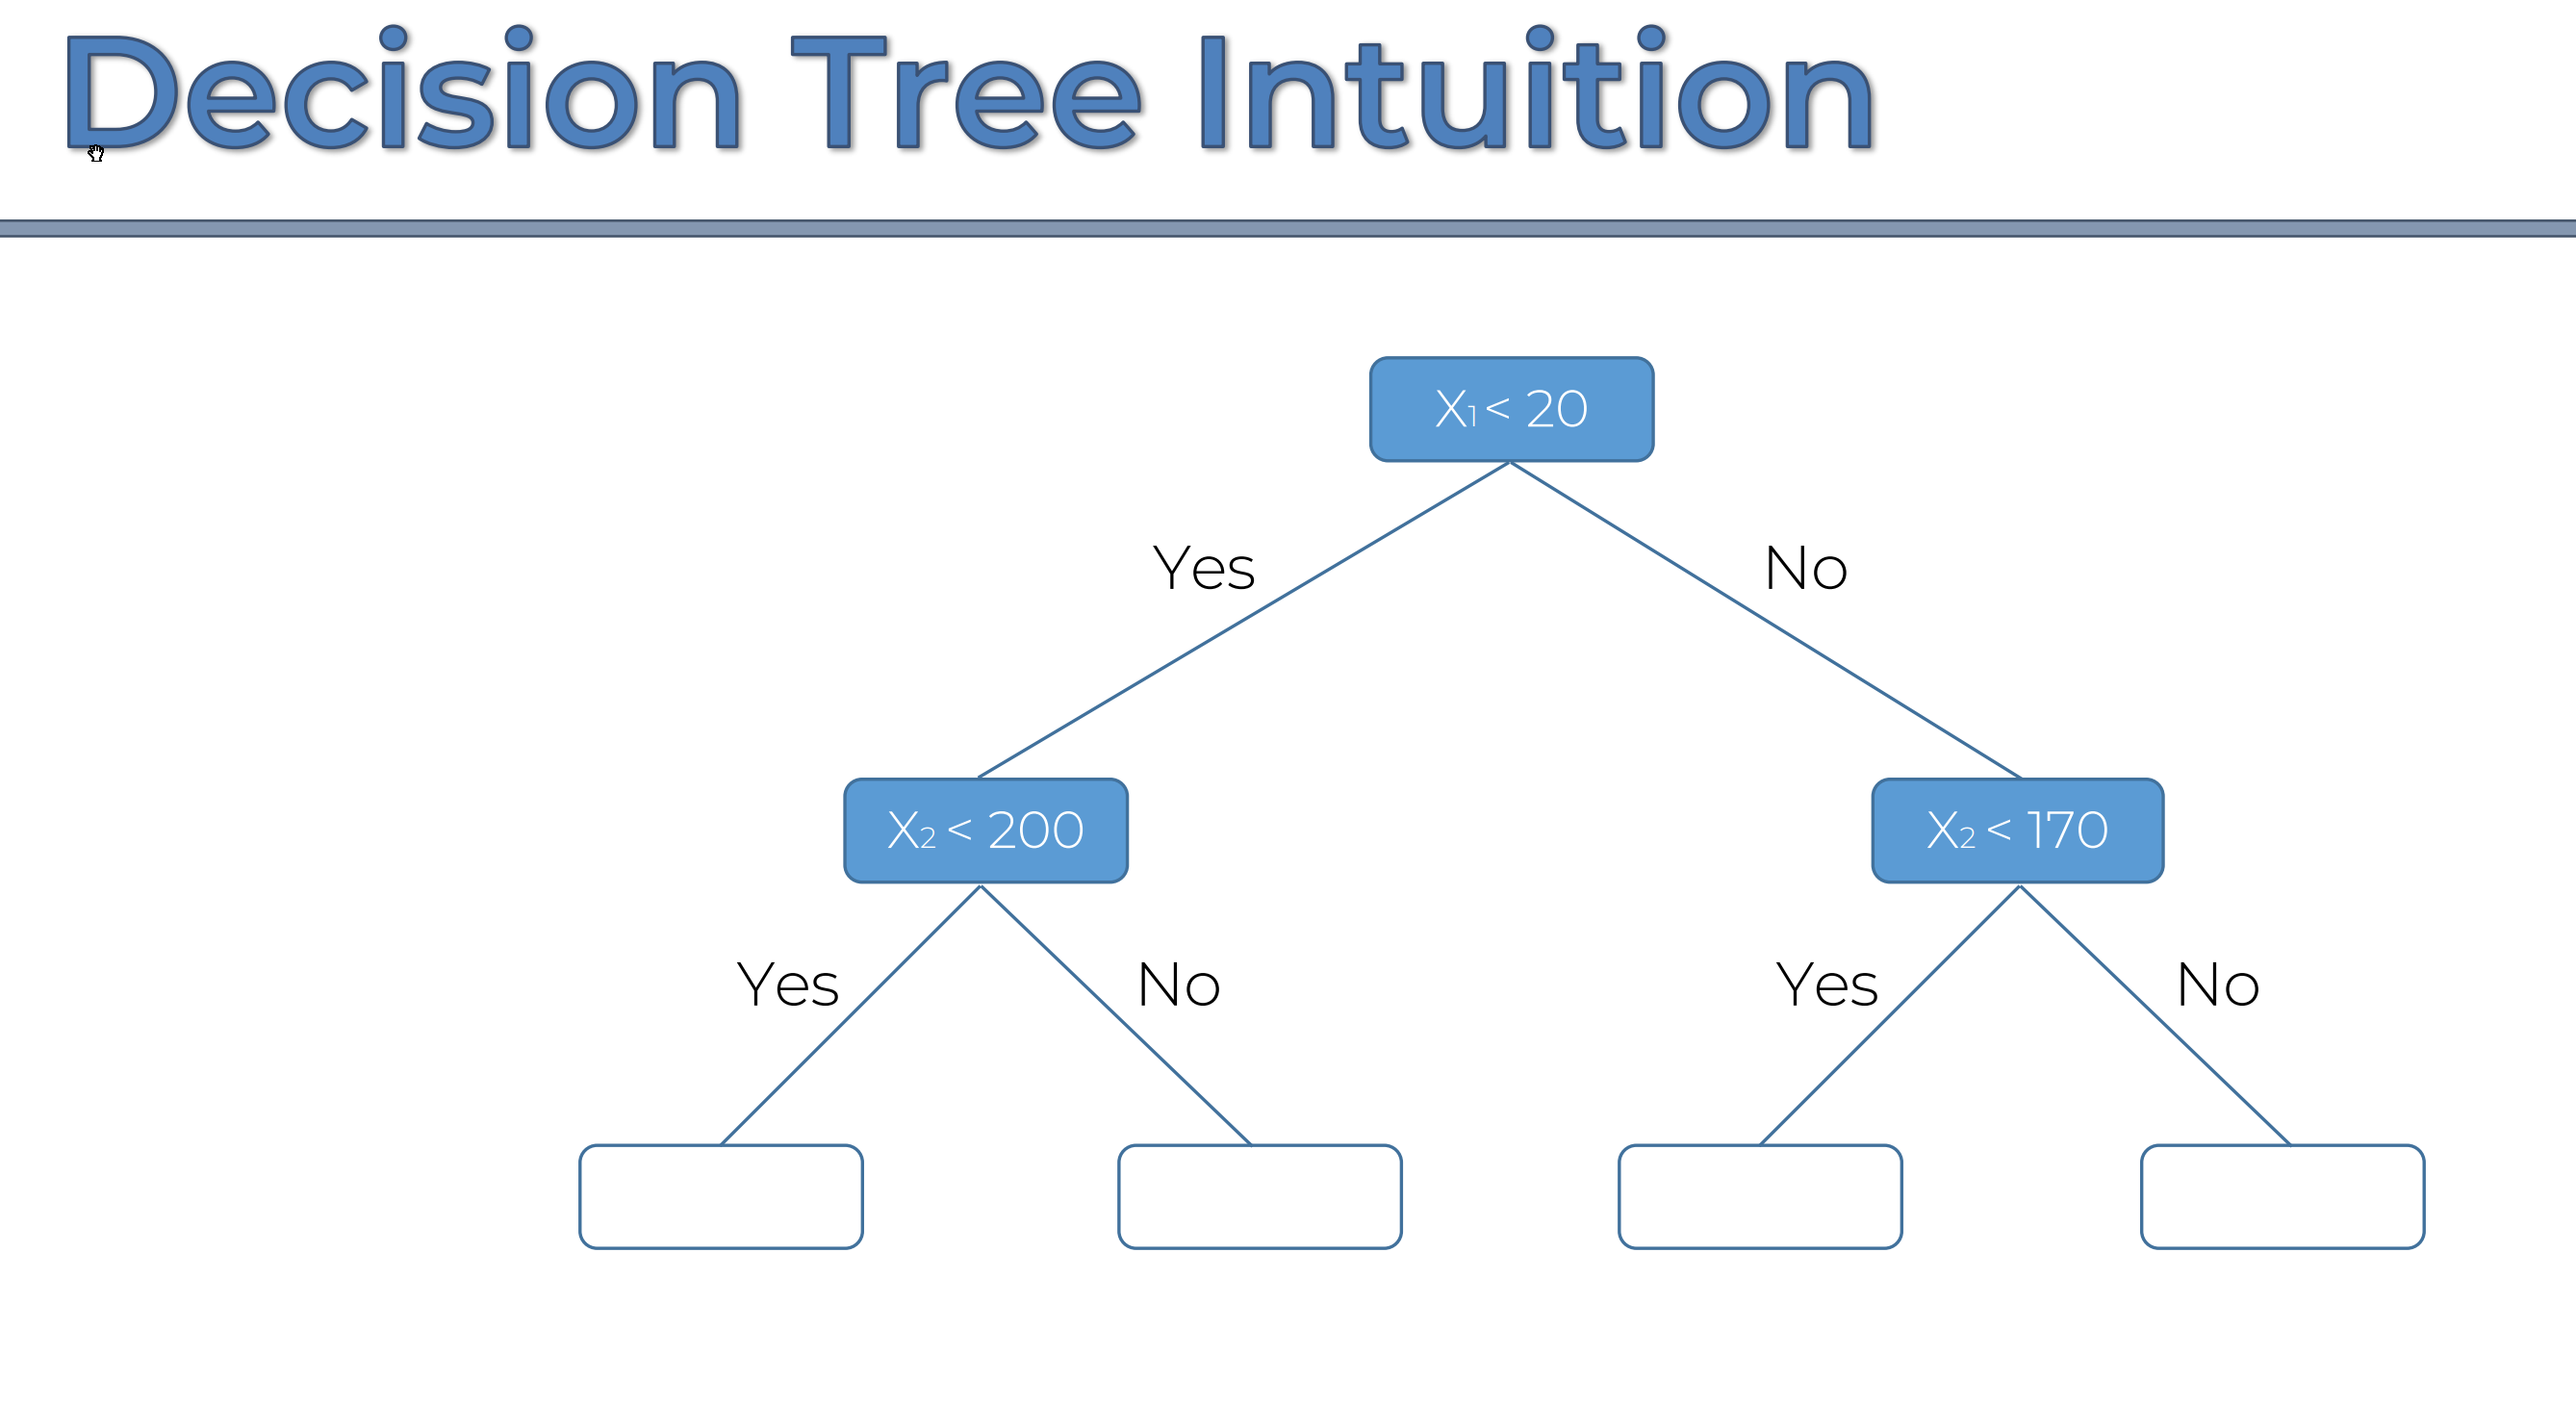 Decision Tree Intuition
X₁ < 20
Yes
No
X₂ < 200
X₂ < 170
Yes
No
Yes
No